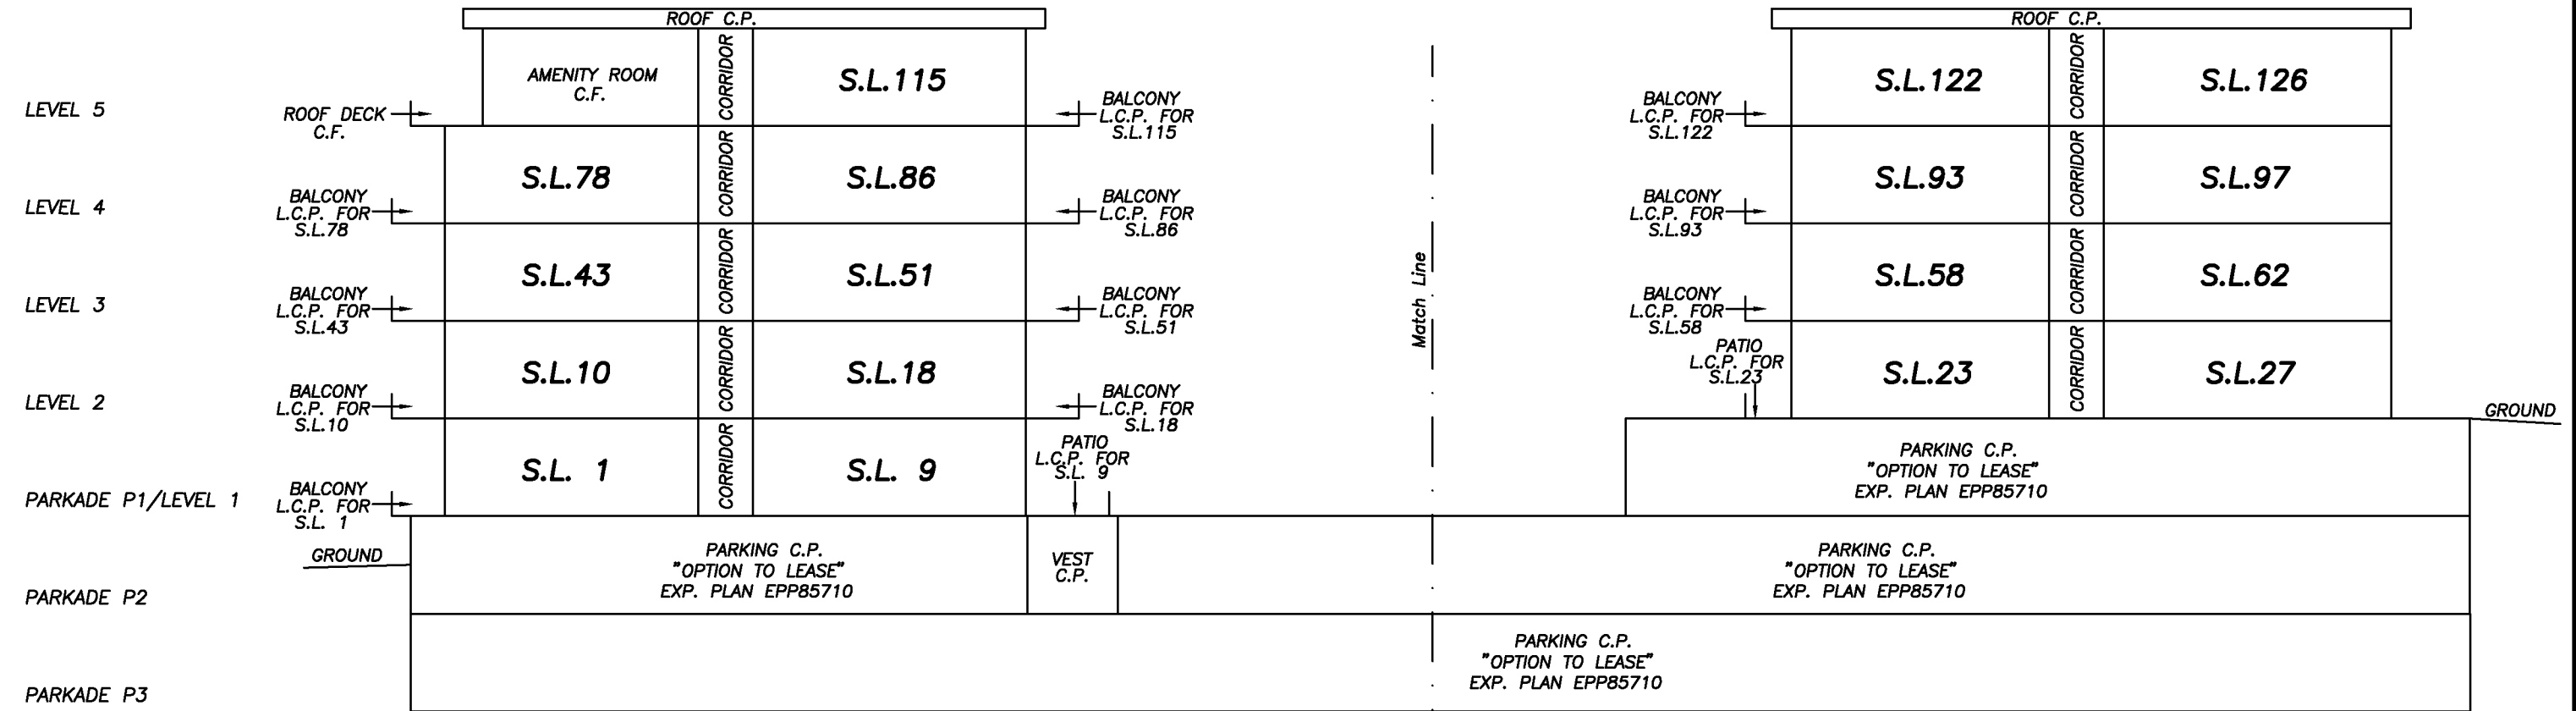 ROOF C.P.
ROOF C.P.
LEVEL 5
ROOF DECK
C.F.
AMENITY ROOM
C.F.
CORRIDOR
S.L.115
BALCONY
L.C.P. FOR
S.L.115
BALCONY
L.C.P. FOR
S.L.122
S.L.122
CORRIDOR
S.L.126
LEVEL 4
BALCONY
L.C.P. FOR
S.L.78
S.L.78
CORRIDOR
S.L.86
BALCONY
L.C.P. FOR
S.L.86
BALCONY
L.C.P. FOR
S.L.93
S.L.93
CORRIDOR
S.L.97
LEVEL 3
BALCONY
L.C.P. FOR
S.L.43
S.L.43
CORRIDOR
S.L.51
BALCONY
L.C.P. FOR
S.L.51
Match Line
BALCONY
L.C.P. FOR
S.L.58
S.L.58
CORRIDOR
S.L.62
LEVEL 2
BALCONY
L.C.P. FOR
S.L.10
S.L.10
CORRIDOR
S.L.18
BALCONY
L.C.P. FOR
S.L.18
PATIO
L.C.P. FOR
S.L.23
S.L.23
CORRIDOR
S.L.27
GROUND
PARKADE P1/LEVEL 1
BALCONY
L.C.P. FOR
S.L. 1
S.L. 1
CORRIDOR
S.L. 9
PATIO
L.C.P. FOR
S.L. 9
PARKING C.P.
"OPTION TO LEASE"
EXP. PLAN EPP85710
GROUND
PARKADE P2
PARKING C.P.
"OPTION TO LEASE"
EXP. PLAN EPP85710
VEST
C.P.
PARKING C.P.
"OPTION TO LEASE"
EXP. PLAN EPP85710
PARKADE P3
PARKING C.P.
"OPTION TO LEASE"
EXP. PLAN EPP85710